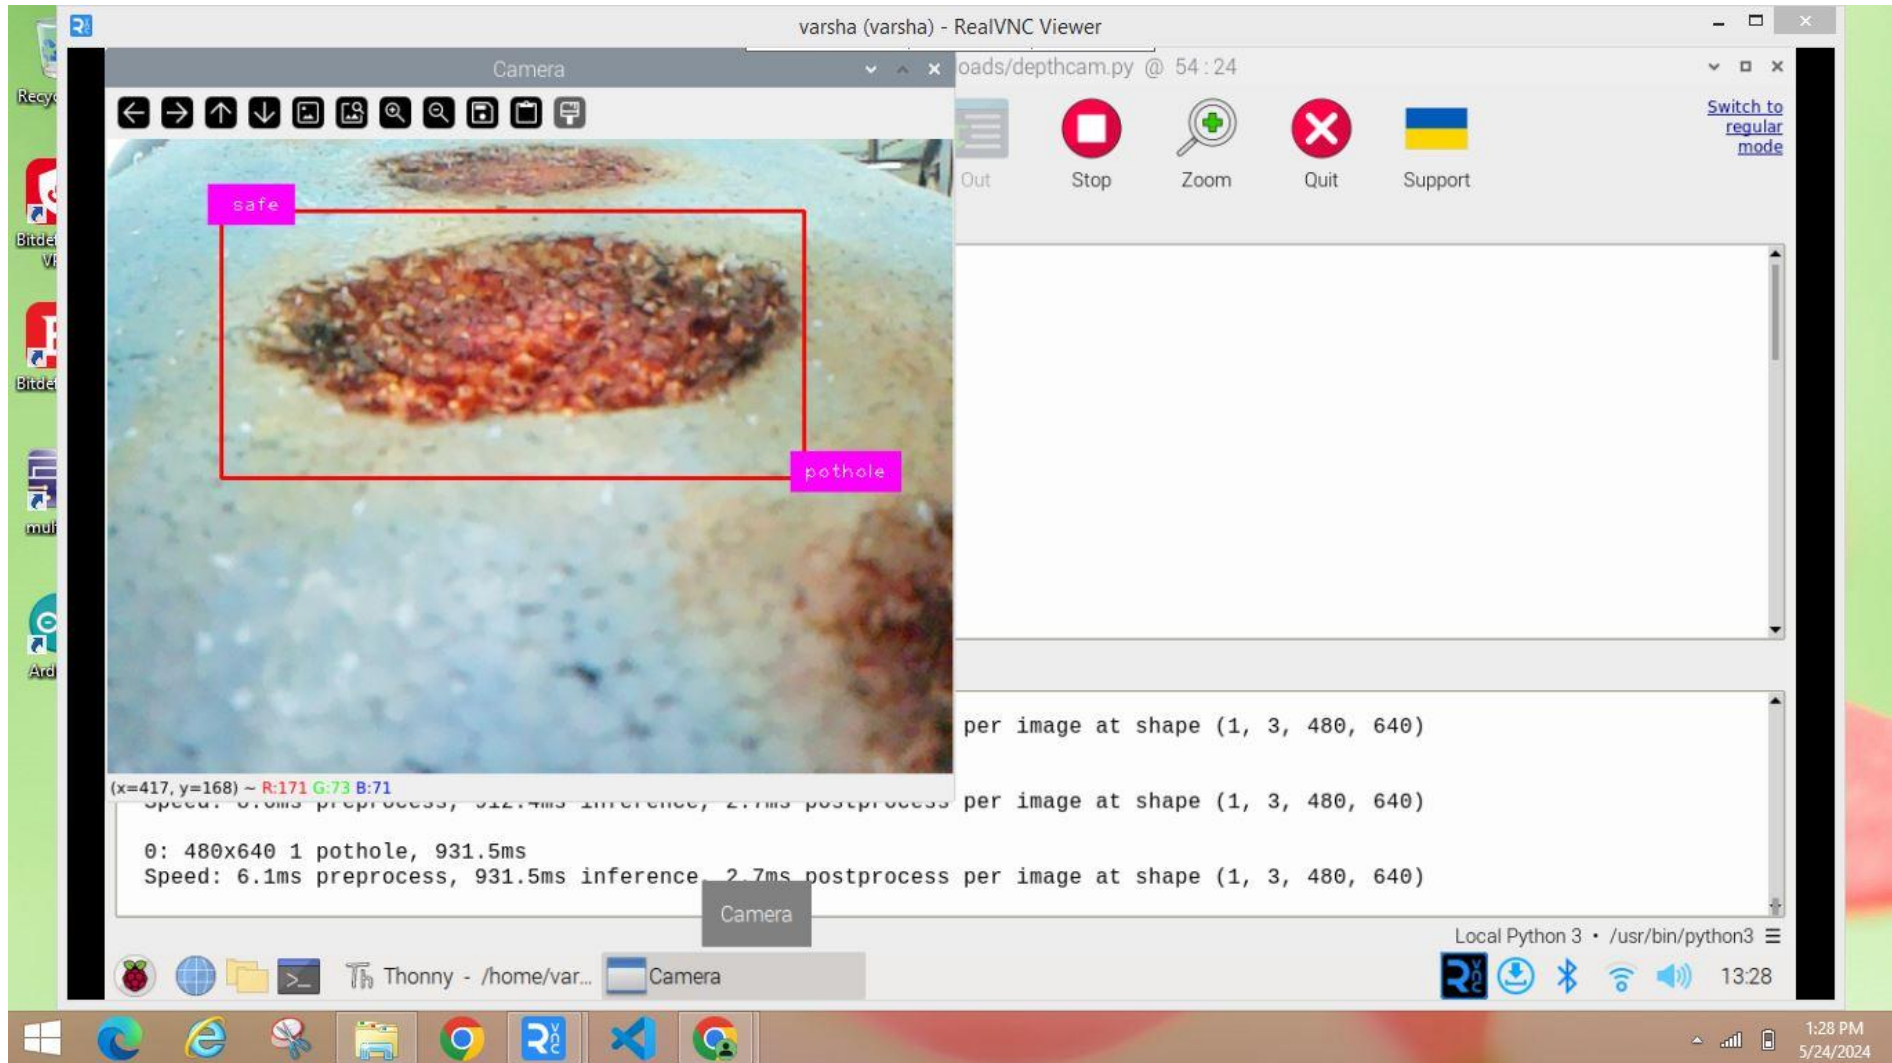 varsha (varsha) - RealVNC Viewer
Camera
oads/depthcam.py @ 54:24
Switch to
regular
mode
Out
Stop
Zoom
Quit
Support
safe
pothole
(x=417, y=168) ~ R:171 G:73 B:71
per image at shape (1, 3, 480, 640)
per image at shape (1, 3, 480, 640)
0: 480x640 1 pothole, 931.5ms
Speed: 6.1ms preprocess, 931.5ms inference, 2.7ms postprocess per image at shape (1, 3, 480, 640)
Camera
Local Python 3 • /usr/bin/python3 ☰
Thonny - /home/var...
Camera
13:28
1:28 PM
5/24/2024